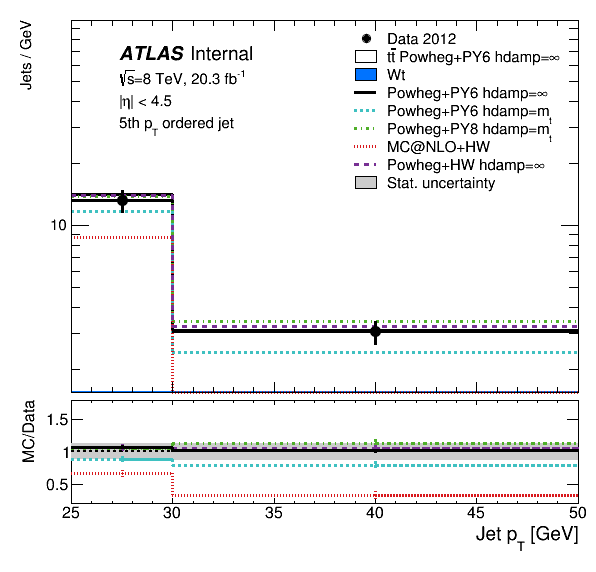 Jets / GeV
ATLAS Internal
√s=8 TeV, 20.3 fb⁻¹
|η| < 4.5
5th p_T ordered jet
Data 2012
tt̄ Powheg+PY6 hdamp=∞
Wt
Powheg+PY6 hdamp=∞
Powheg+PY6 hdamp=m_t
Powheg+PY8 hdamp=m_t
MC@NLO+HW
Powheg+HW hdamp=∞
Stat. uncertainty
10
MC/Data
1.5
1
0.5
25 30 35 40 45 50
Jet p_T [GeV]